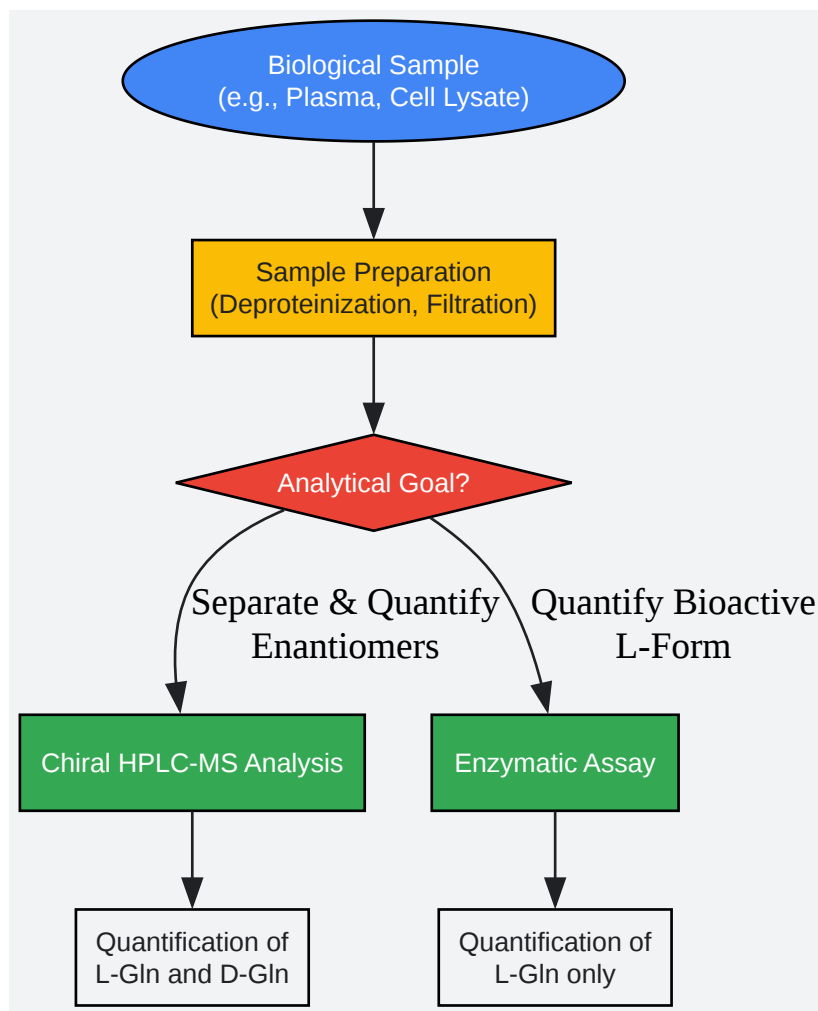 Biological Sample
(e.g., Plasma, Cell Lysate)
Sample Preparation
(Deproteinization, Filtration)
Analytical Goal?
Separate & Quantify
Enantiomers
Quantify Bioactive
L-Form
Chiral HPLC-MS Analysis
Enzymatic Assay
Quantification of
L-Gln and D-Gln
Quantification of
L-Gln only